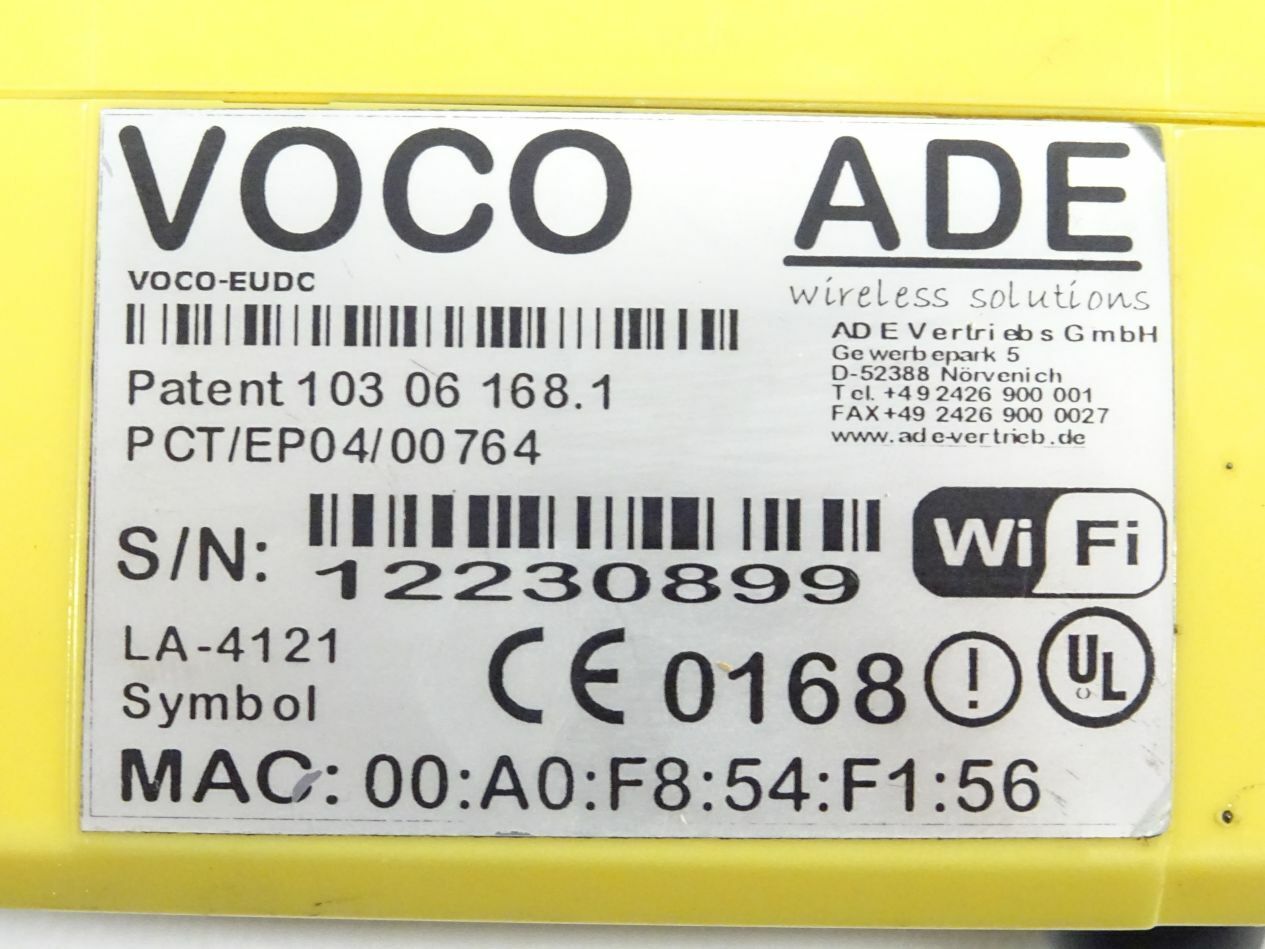 VOCO
VOCO-EUDC
Patent 103 06 168.1
PCT/EP04/00764
ADE
wireless solutions
ADE Vertriebs GmbH
Gewerbepark 5
D-52388 Nörvenich
Tel. +49 2426 900 001
FAX +49 2426 900 0027
www.ade-vertrieb.de
S/N:
12230899
Wi Fi
LA-4121
Symbol
CE 0168
!
UL
MAC: 00:A0:F8:54:F1:56